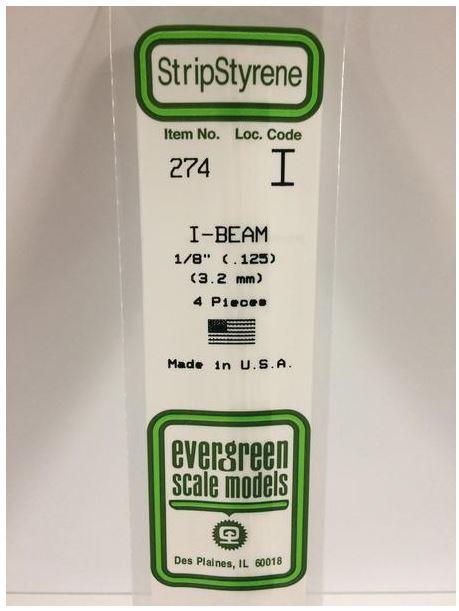 StripStyrene
Item No. Loc. Code
274 I
I-BEAM
1/8" (.125)
(3.2 mm)
4 Pieces
Made in U.S.A.
evergreen
scale models
Des Plaines, IL 60018